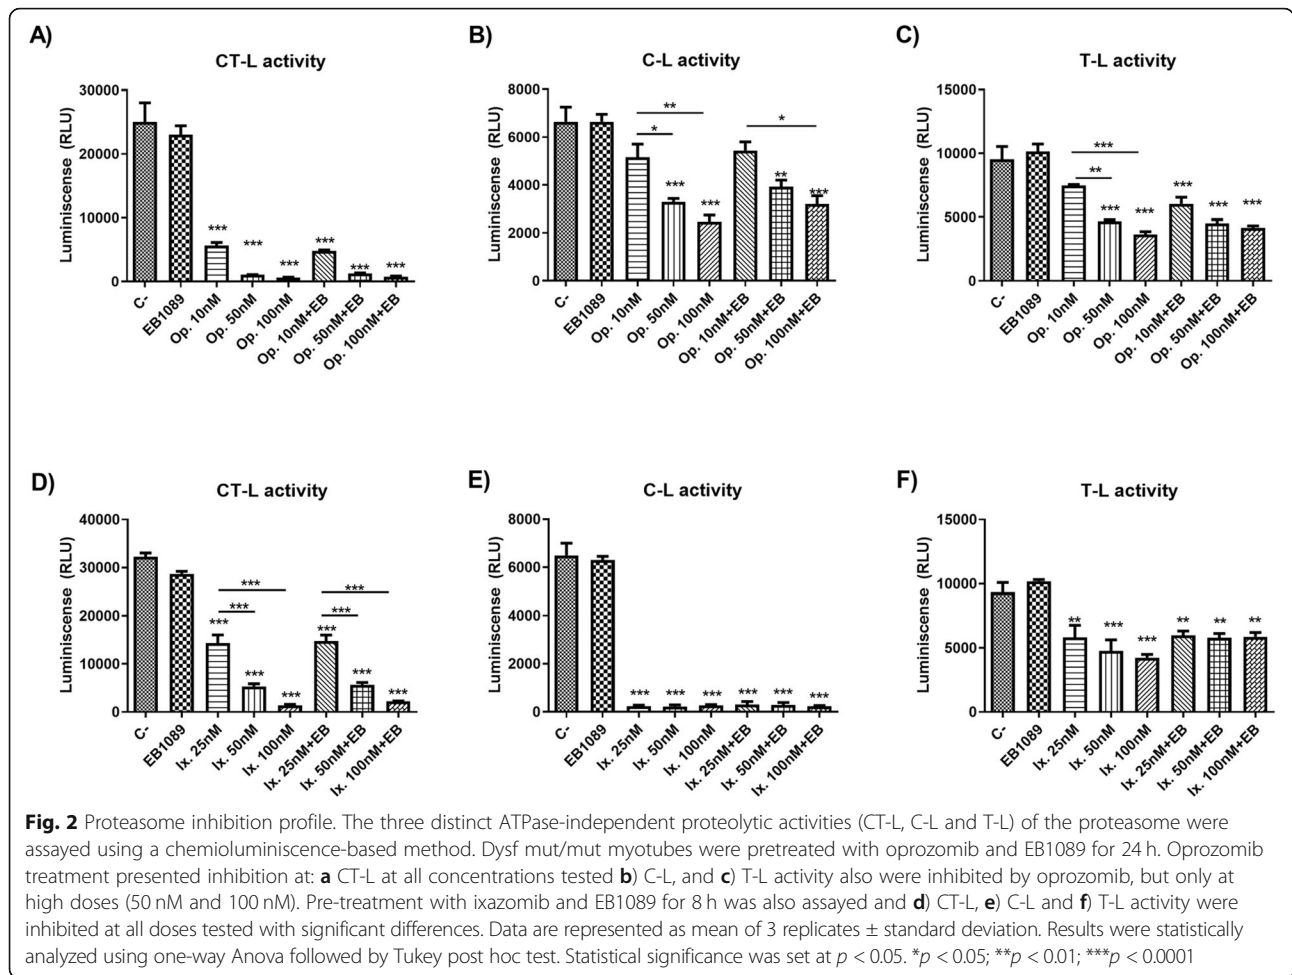 A)
CT-L activity
Luminiscense (RLU)
30000
20000
10000
0
***
***
***
***
***
***
C-
EB1089
Op. 10nM
Op. 50nM
Op. 100nM
Op. 10nM+EB
Op. 50nM+EB
Op. 100nM+EB
B)
C-L activity
Luminiscense (RLU)
8000
6000
4000
2000
0
**
*
*
***
***
**
***
C-
EB1089
Op. 10nM
Op. 50nM
Op. 100nM
Op. 10nM+EB
Op. 50nM+EB
Op. 100nM+EB
C)
T-L activity
Luminiscense (RLU)
15000
10000
5000
0
***
**
***
***
***
***
***
C-
EB1089
Op. 10nM
Op. 50nM
Op. 100nM
Op. 10nM+EB
Op. 50nM+EB
Op. 100nM+EB
D)
CT-L activity
Luminiscense (RLU)
40000
30000
20000
10000
0
***
***
***
***
***
***
***
***
***
***
C-
EB1089
Ix. 25nM
Ix. 50nM
Ix. 100nM
Ix. 25nM+EB
Ix. 50nM+EB
Ix. 100nM+EB
E)
C-L activity
Luminiscense (RLU)
8000
6000
4000
2000
0
***
***
***
***
***
***
C-
EB1089
Ix. 25nM
Ix. 50nM
Ix. 100nM
Ix. 25nM+EB
Ix. 50nM+EB
Ix. 100nM+EB
F)
T-L activity
Luminiscense (RLU)
15000
10000
5000
0
**
***
***
**
**
**
C-
EB1089
Ix. 25nM
Ix. 50nM
Ix. 100nM
Ix. 25nM+EB
Ix. 50nM+EB
Ix. 100nM+EB
Fig. 2 Proteasome inhibition profile. The three distinct ATPase-independent proteolytic activities (CT-L, C-L and T-L) of the proteasome were
assayed using a chemioluminiscence-based method. Dysf mut/mut myotubes were pretreated with oprozomib and EB1089 for 24 h. Oprozomib
treatment presented inhibition at: a CT-L at all concentrations tested b) C-L, and c) T-L activity also were inhibited by oprozomib, but only at
high doses (50 nM and 100 nM). Pre-treatment with ixazomib and EB1089 for 8 h was also assayed and d) CT-L, e) C-L and f) T-L activity were
inhibited at all doses tested with significant differences. Data are represented as mean of 3 replicates ± standard deviation. Results were statistically
analyzed using one-way Anova followed by Tukey post hoc test. Statistical significance was set at p < 0.05. *p < 0.05; **p < 0.01; ***p < 0.0001